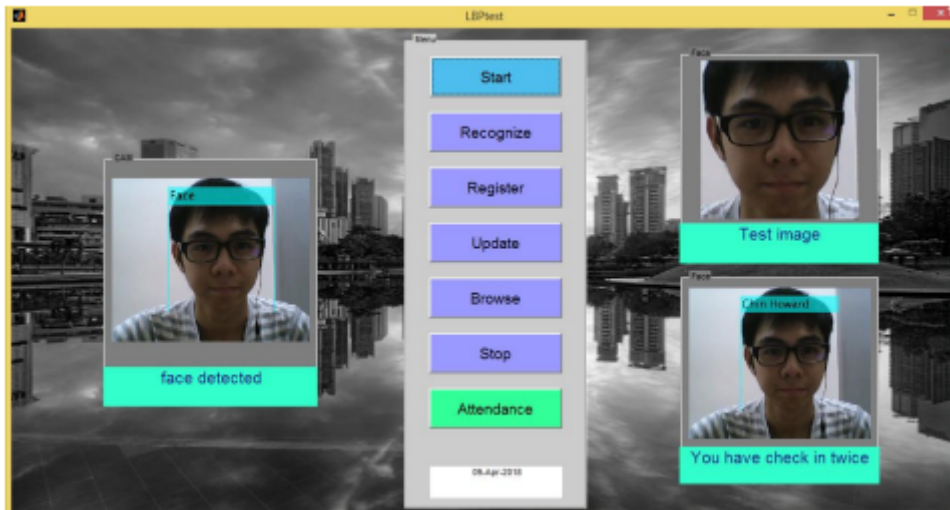 LBPtest
Menu
Start
Recognize
Register
Update
Browse
Stop
Attendance
09-Apr-2018
CAM
Face
face detected
Face
Test image
Face
Chin Howard
You have check in twice